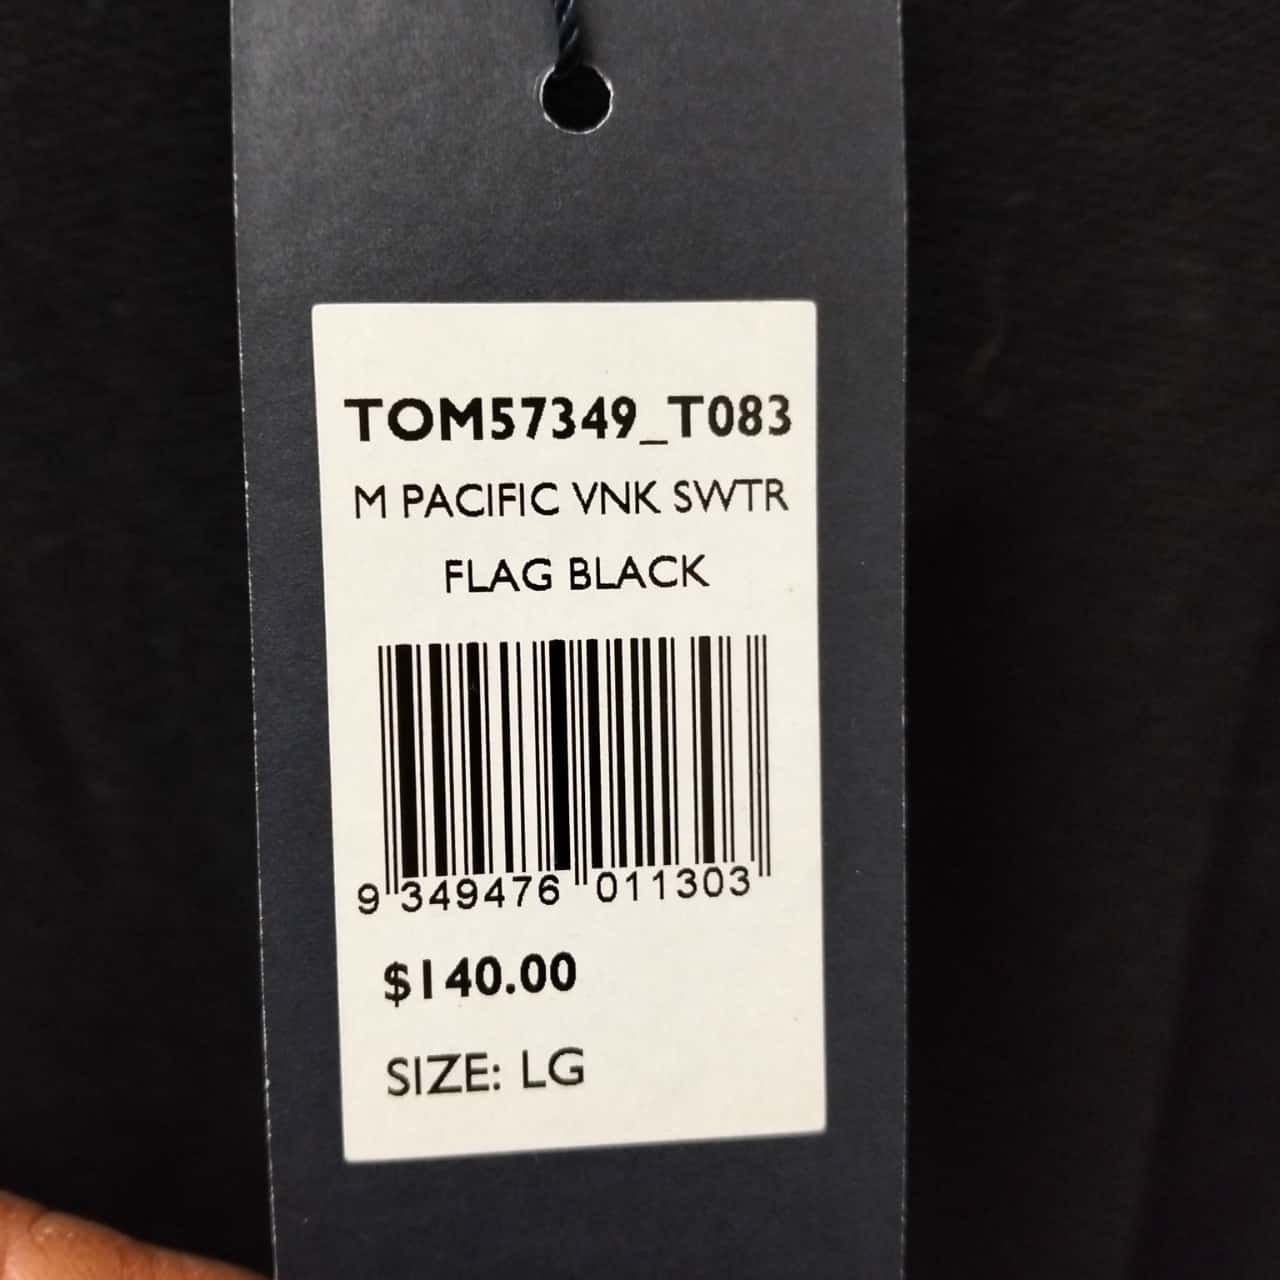 TOM57349_T083
M PACIFIC VNK SWTR
FLAG BLACK
9 349476 011303
$140.00
SIZE: LG